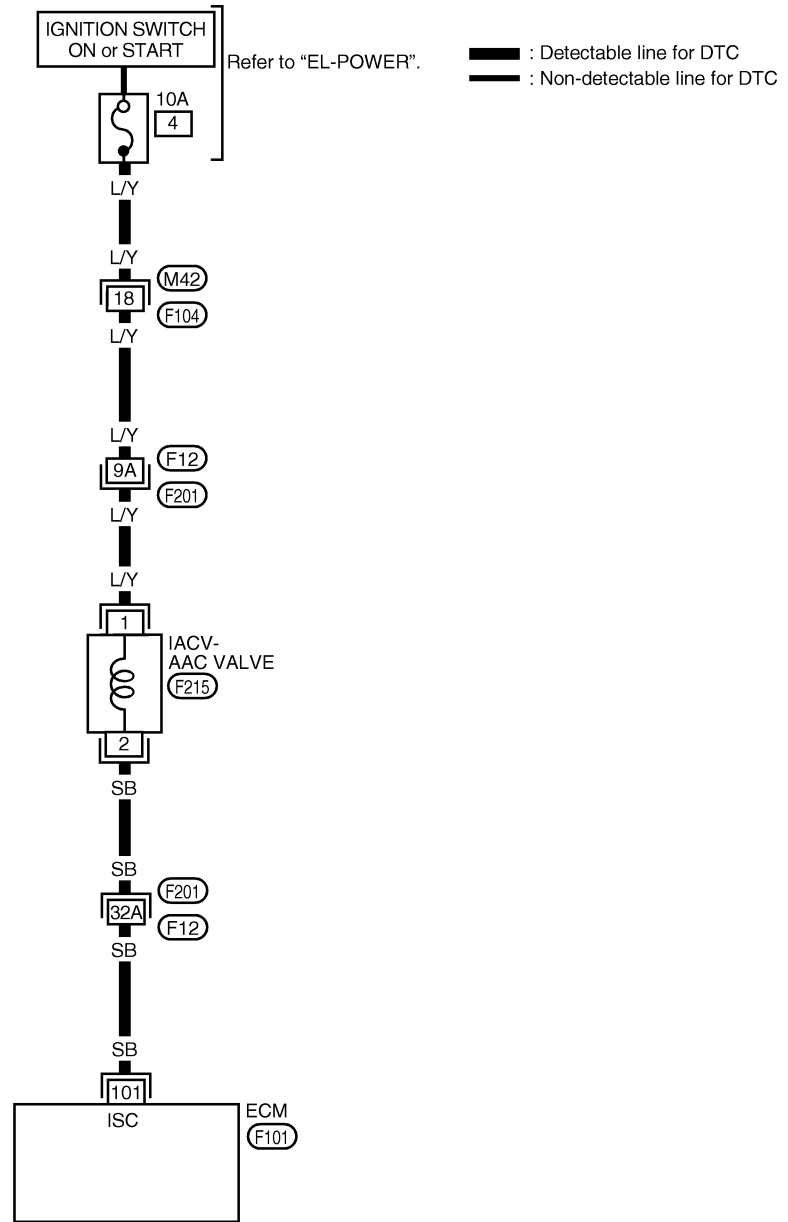 IGNITION SWITCH
ON or START
Refer to “EL-POWER”.
: Detectable line for DTC
: Non-detectable line for DTC
10A
4
L/Y
L/Y
M42
18
F104
L/Y
L/Y
F12
9A
F201
L/Y
L/Y
1
IACV-
AAC VALVE
F215
2
SB
SB
F201
32A
F12
SB
SB
101
ISC
ECM
F101